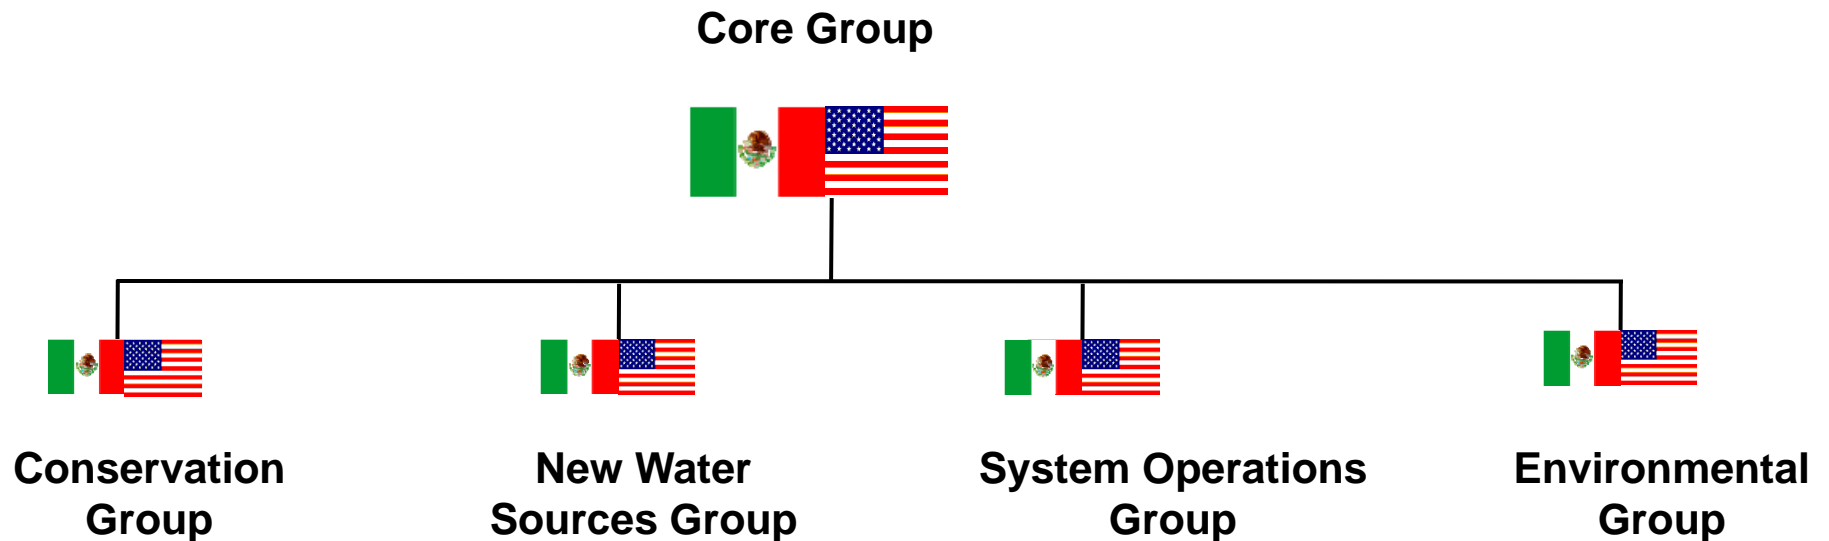 Core Group
Conservation
Group
New Water
Sources Group
System Operations
Group
Environmental
Group